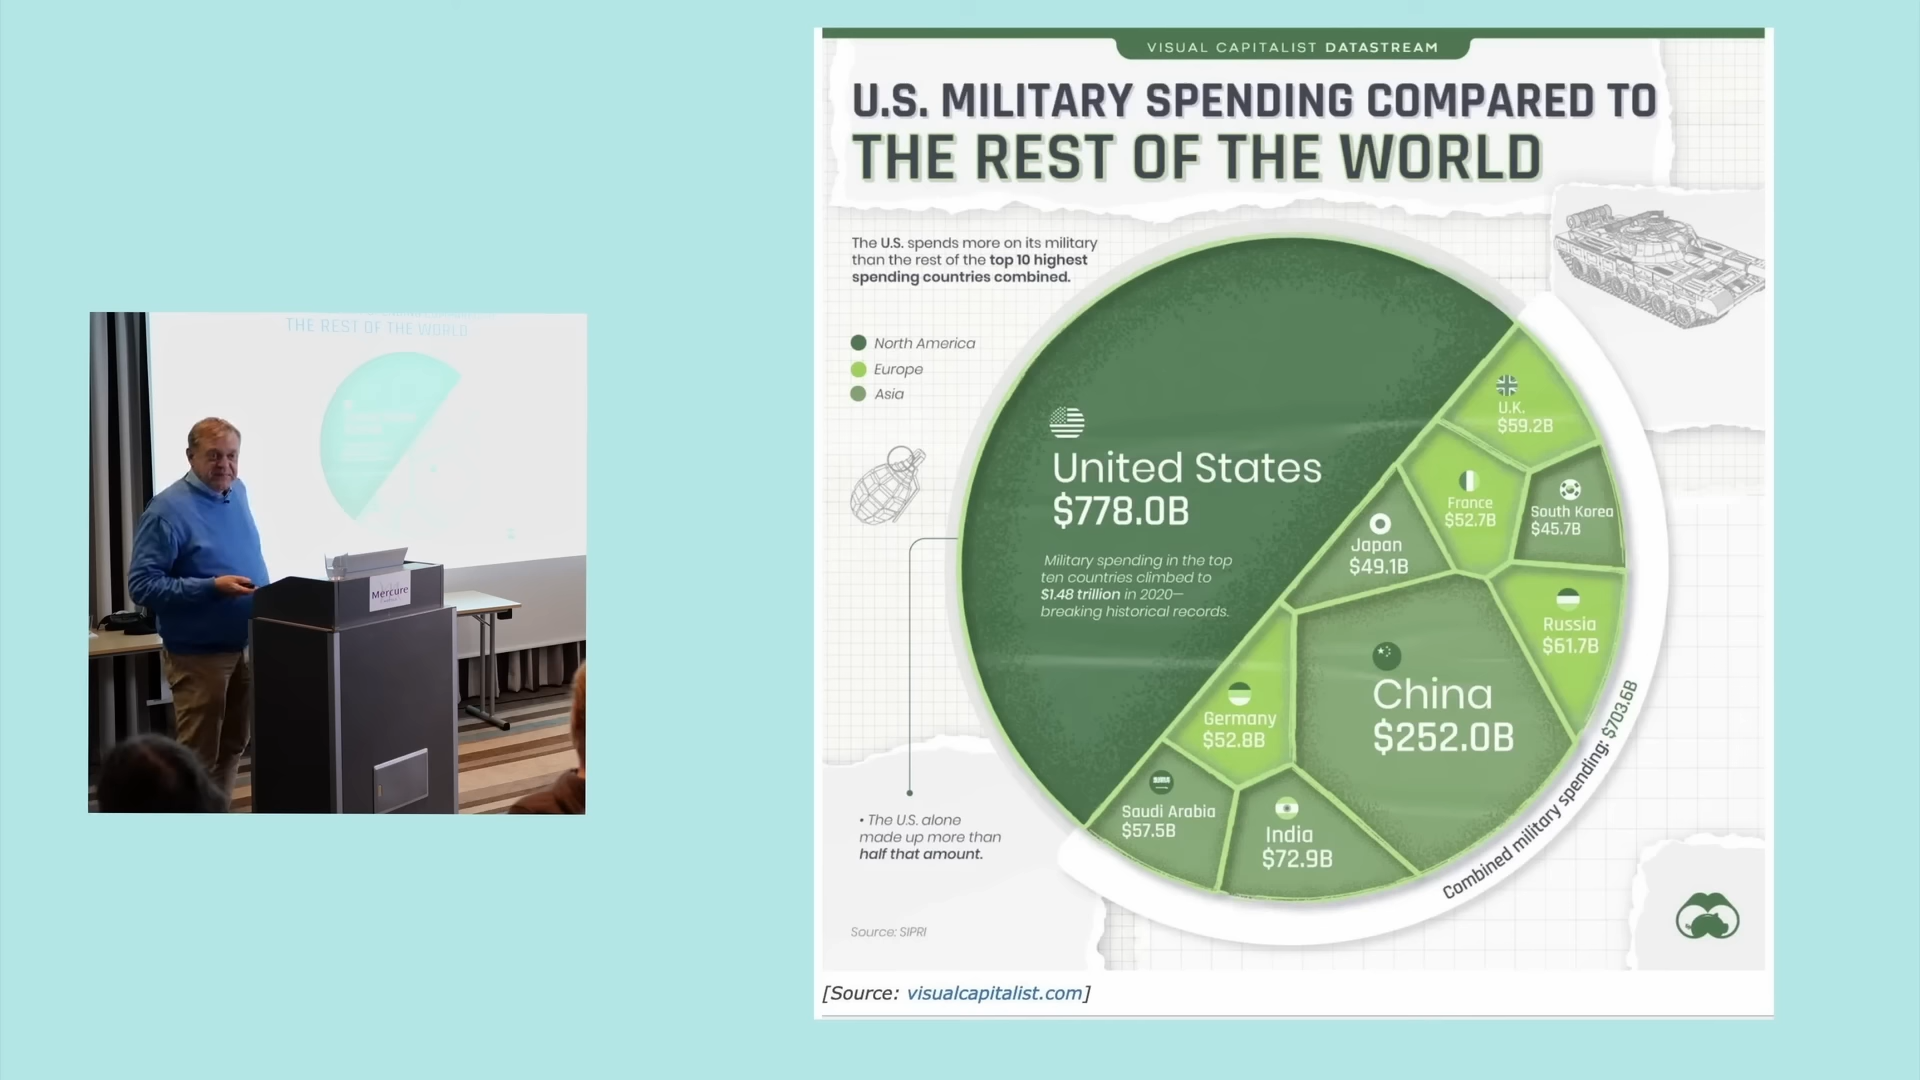 THE REST OF THE WORLD
Mercure
VISUAL CAPITALIST DATASTREAM
U.S. MILITARY SPENDING COMPARED TO
THE REST OF THE WORLD
The U.S. spends more on its military
than the rest of the top 10 highest
spending countries combined.
North America
Europe
Asia
United States
$778.0B
Military spending in the top
ten countries climbed to
$1.48 trillion in 2020—
breaking historical records.
U.K.
$59.2B
France
$52.7B
South Korea
$45.7B
Japan
$49.1B
Russia
$61.7B
China
$252.0B
Germany
$52.8B
Saudi Arabia
$57.5B
India
$72.9B
Combined military spending: $703.6B
• The U.S. alone
made up more than
half that amount.
Source: SIPRI
[Source: visualcapitalist.com]